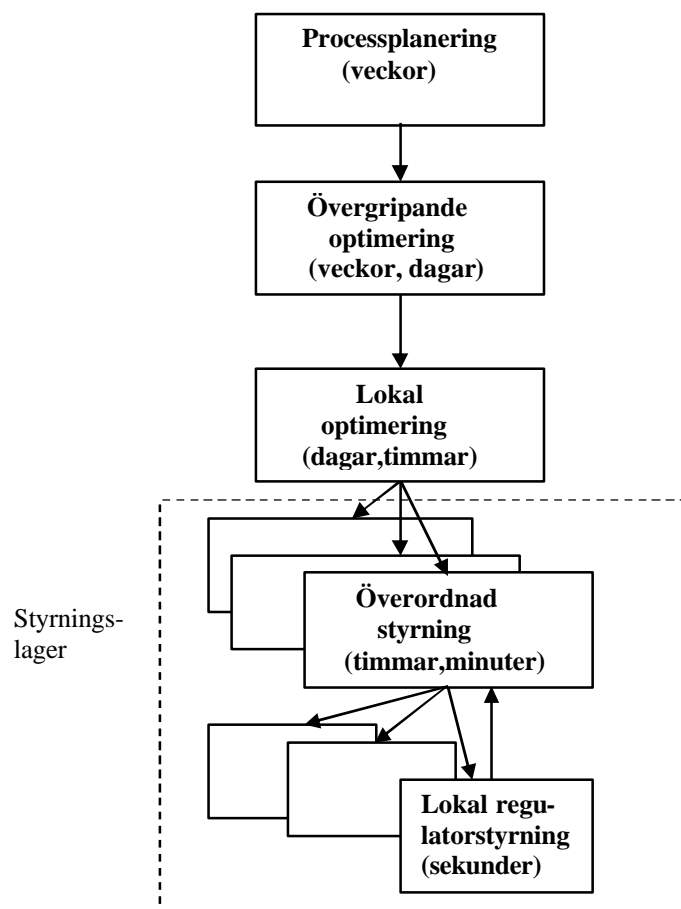 Processplanering
(veckor)
Övergripande
optimering
(veckor, dagar)
Lokal
optimering
(dagar,timmar)
Styrnings-
lager
Överordnad
styrning
(timmar,minuter)
Lokal regu-
latorstyrning
(sekunder)